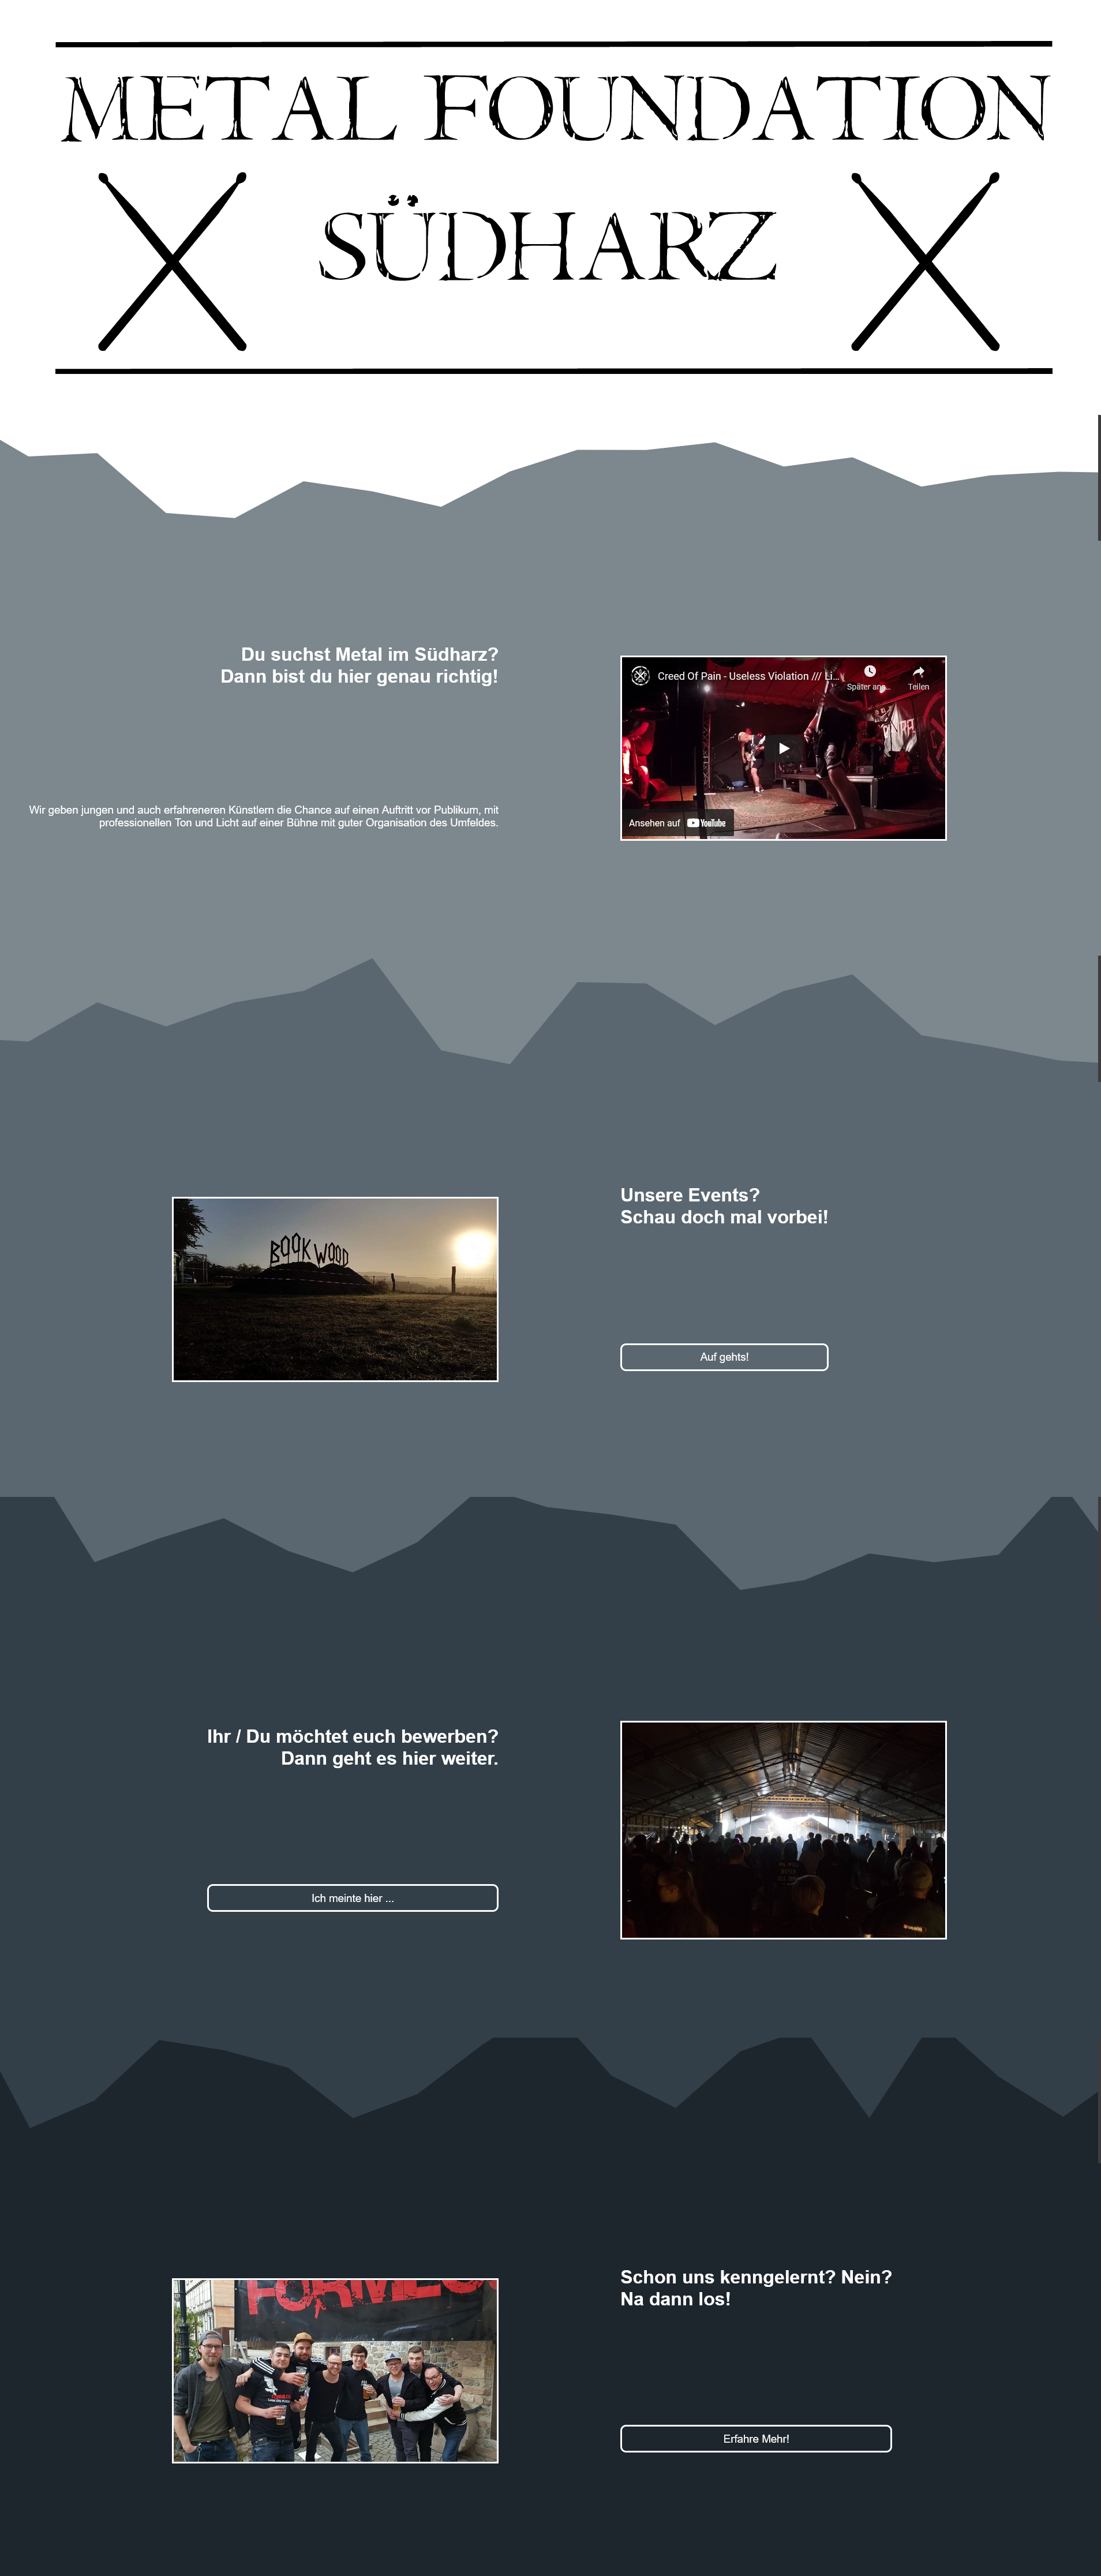 METAL FOUNDATION
SÜDHARZ
Du suchst Metal im Südharz?
Dann bist du hier genau richtig!
Wir geben jungen und auch erfahreneren Künstlern die Chance auf einen Auftritt vor Publikum, mit
professionellen Ton und Licht auf einer Bühne mit guter Organisation des Umfeldes.
Creed Of Pain - Useless Violation /// Li...
Später ans...
Teilen
Ansehen auf YouTube
BOOKWOOD
Unsere Events?
Schau doch mal vorbei!
Auf gehts!
Ihr / Du möchtet euch bewerben?
Dann geht es hier weiter.
Ich meinte hier ...
Schon uns kenngelernt? Nein?
Na dann los!
Erfahre Mehr!